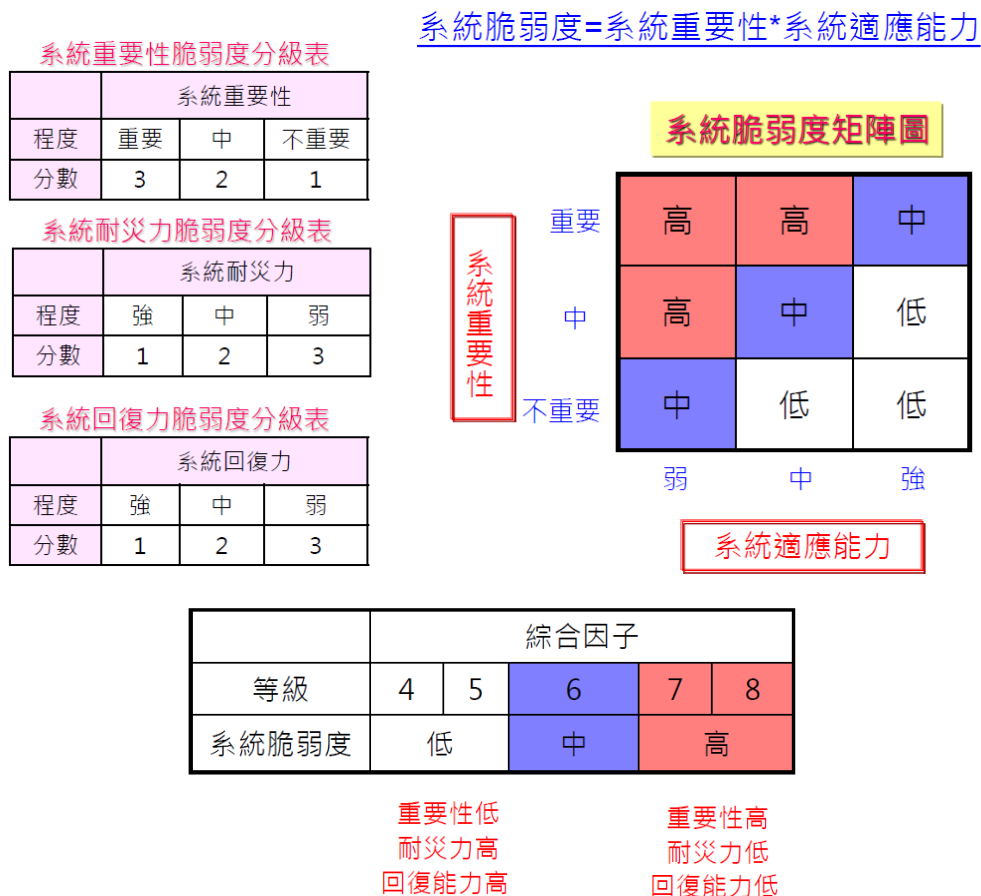 系統脆弱度=系統重要性*系統適應能力
系統重要性脆弱度分級表
系統重要性
程度 重要 中 不重要
分數 3 2 1
系統耐災力脆弱度分級表
系統耐災力
程度 強 中 弱
分數 1 2 3
系統回復力脆弱度分級表
系統回復力
程度 強 中 弱
分數 1 2 3
系統脆弱度矩陣圖
系統重要性
重要 高 高 中
中 高 中 低
不重要 中 低 低
弱 中 強
系統適應能力
綜合因子
等級 4 5 6 7 8
系統脆弱度 低 中 高
重要性低
耐災力高
回復能力高
重要性高
耐災力低
回復能力低